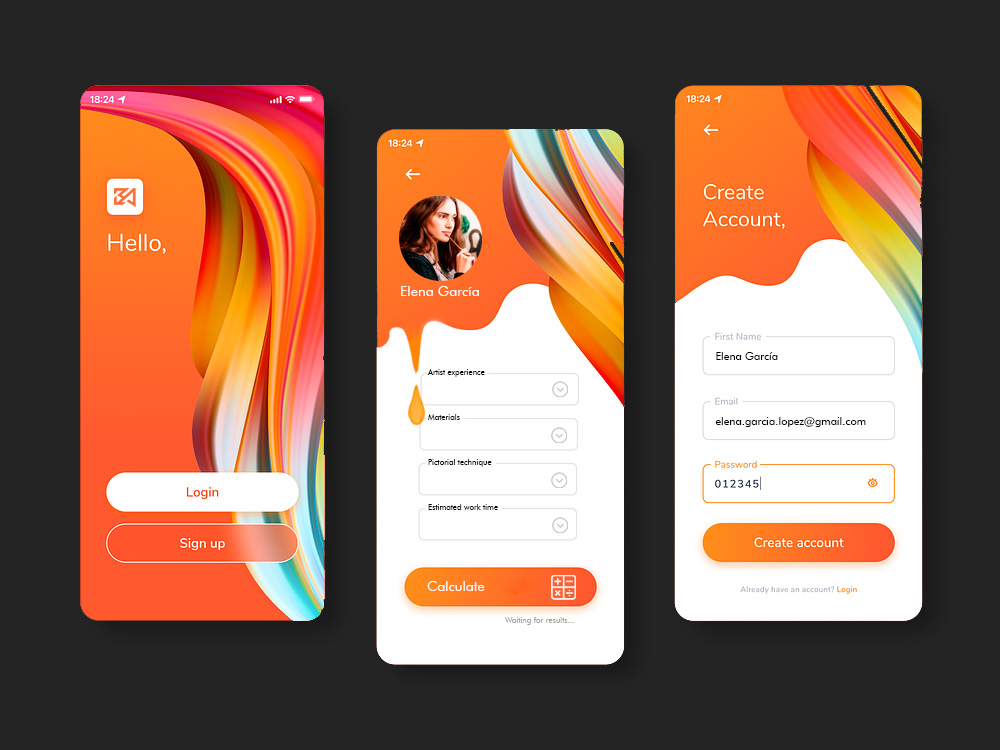 18:24
Hello,
Login
Sign up
18:24
Elena García
Artist experience
Materials
Pictorial technique
Estimated work time
Calculate
Waiting for results...
18:24
Create
Account,
First Name
Elena García
Email
elena.garcia.lopez@gmail.com
Password
012345
Create account
Already have an account? Login